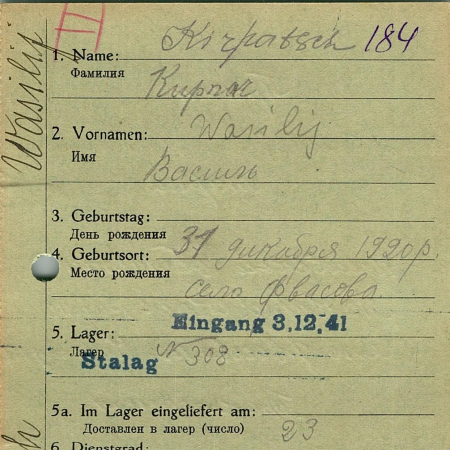 VI
Wasilij
1. Name: Kirpatsch 184
Фамилия
Кирпач
2. Vornamen: Wasilij
Имя
Василь
3. Geburtstag:
День рождения
4. Geburtsort: 31 декабря 1920 р.
Место рождения
село
Eingang 3.12.41
5. Lager:
Лагерь № 308
Stalag
5a. Im Lager eingeliefert am:
Доставлен в лагер (число) 23
6. Dienstgrad: